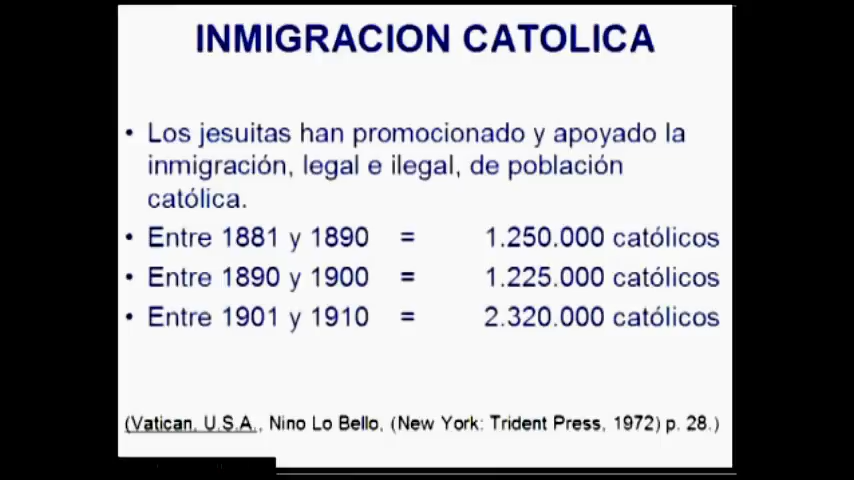 INMIGRACION CATOLICA
• Los jesuitas han promocionado y apoyado la
inmigración, legal e ilegal, de población
católica.
• Entre 1881 y 1890 = 1.250.000 católicos
• Entre 1890 y 1900 = 1.225.000 católicos
• Entre 1901 y 1910 = 2.320.000 católicos
(Vatican, U.S.A., Nino Lo Bello, (New York: Trident Press, 1972) p. 28.)